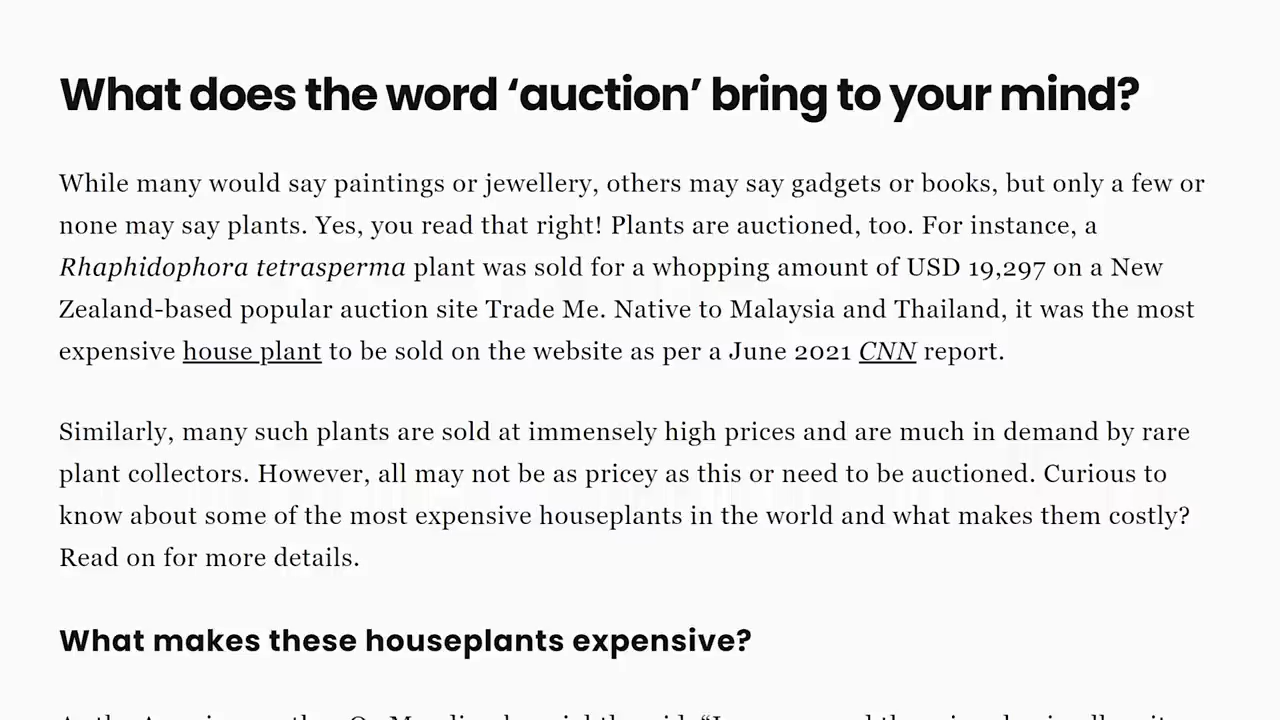 What does the word ‘auction’ bring to your mind?
While many would say paintings or jewellery, others may say gadgets or books, but only a few or
none may say plants. Yes, you read that right! Plants are auctioned, too. For instance, a
Rhaphidophora tetrasperma plant was sold for a whopping amount of USD 19,297 on a New
Zealand-based popular auction site Trade Me. Native to Malaysia and Thailand, it was the most
expensive house plant to be sold on the website as per a June 2021 CNN report.
Similarly, many such plants are sold at immensely high prices and are much in demand by rare
plant collectors. However, all may not be as pricey as this or need to be auctioned. Curious to
know about some of the most expensive houseplants in the world and what makes them costly?
Read on for more details.
What makes these houseplants expensive?